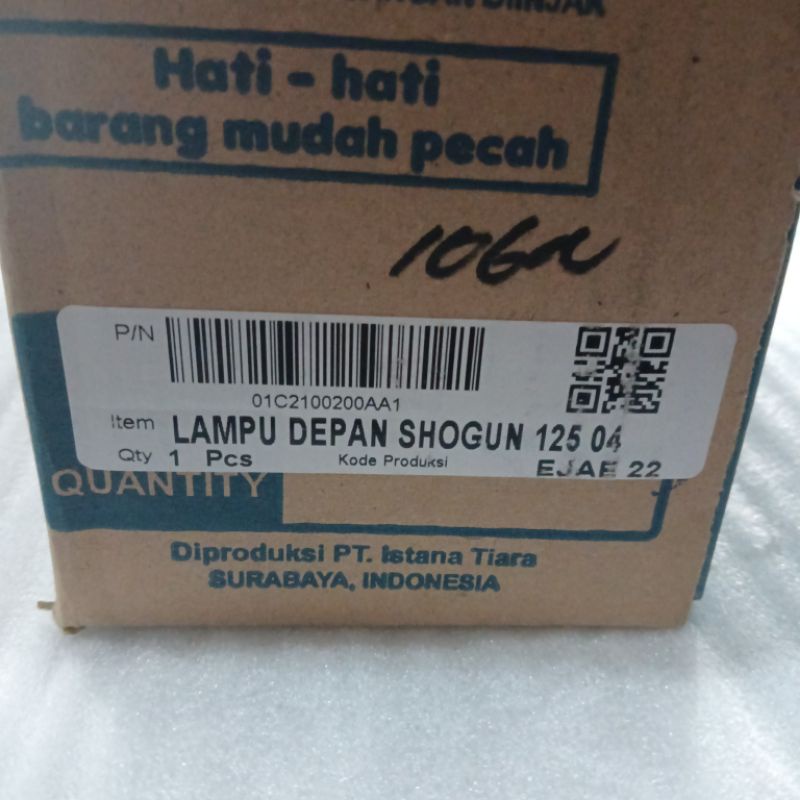 DIINJAK
Hati - hati
barang mudah pecah
P/N
01C2100200AA1
Item LAMPU DEPAN SHOGUN 125 04
Qty 1 Pcs Kode Produksi EJAE 22
QUANTITY
Diproduksi PT. Istana Tiara
SURABAYA, INDONESIA